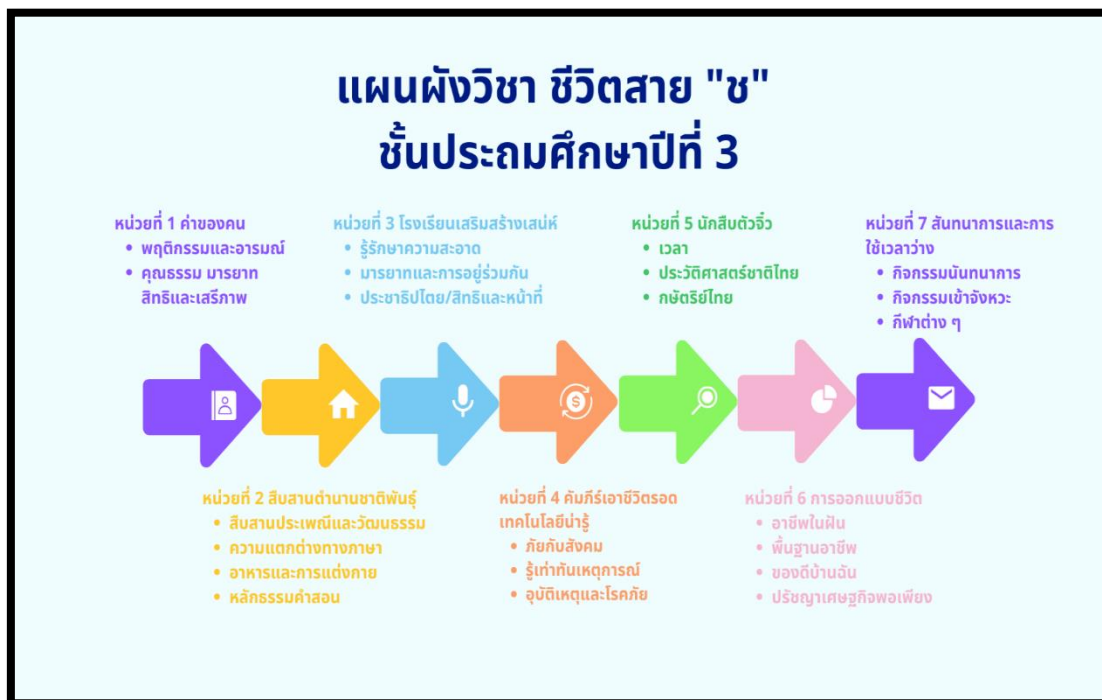 แผนผังวิชา ชีวิตสาย "ช"
ชั้นประถมศึกษาปีที่ 3
หน่วยที่ 1 ค่าของคน
• พฤติกรรมและอารมณ์
• คุณธรรม มารยาท
สิทธิและเสรีภาพ
หน่วยที่ 3 โรงเรียนเสริมสร้างเสน่ห์
• รู้รักษาความสะอาด
• มารยาทและการอยู่ร่วมกัน
• ประชาธิปไตย/สิทธิและหน้าที่
หน่วยที่ 5 นักสืบตัวจิ๋ว
• เวลา
• ประวัติศาสตร์ชาติไทย
• กษัตริย์ไทย
หน่วยที่ 7 สันทนาการและการ
ใช้เวลาว่าง
• กิจกรรมนันทนาการ
• กิจกรรมเข้าจังหวะ
• กีฬาต่าง ๆ
หน่วยที่ 2 สืบสานตำนานชาติพันธุ์
• สืบสานประเพณีและวัฒนธรรม
• ความแตกต่างทางภาษา
• อาหารและการแต่งกาย
• หลักธรรมคำสอน
หน่วยที่ 4 คัมภีร์เอาชีวิตรอด
เทคโนโลยีน่ารู้
• ภัยกับสังคม
• รู้เท่าทันเหตุการณ์
• อุบัติเหตุและโรคภัย
หน่วยที่ 6 การออกแบบชีวิต
• อาชีพในฝัน
• พื้นฐานอาชีพ
• ของดีบ้านฉัน
• ปรัชญาเศรษฐกิจพอเพียง